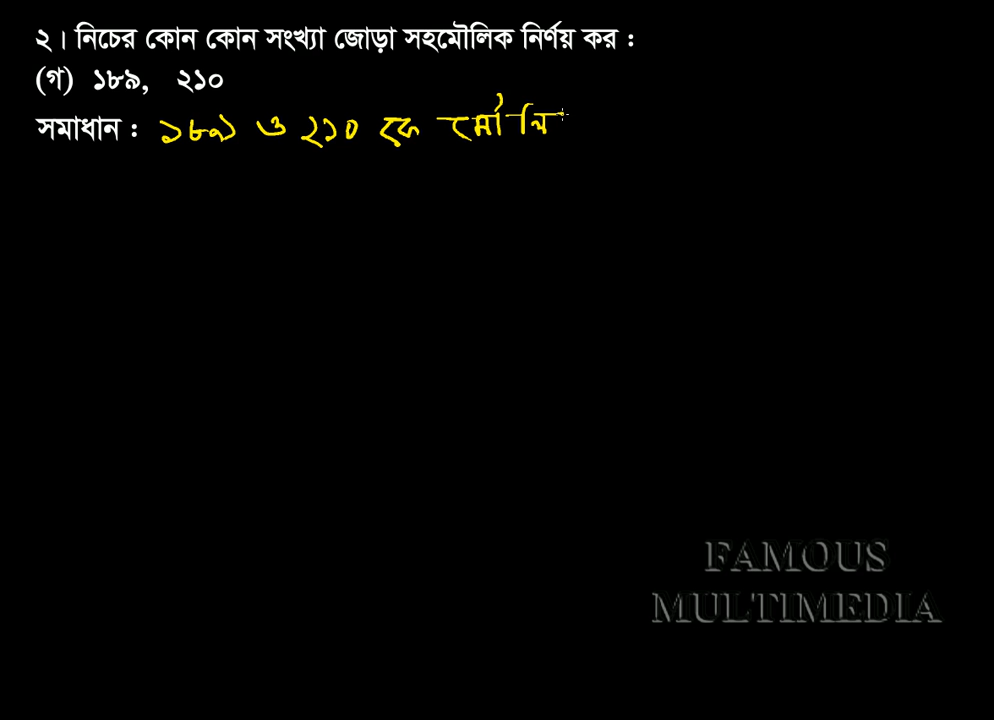 ২। নিচের কোন কোন সংখ্যা জোড়া সহমৌলিক নির্ণয় কর :
(গ) ১৮৯, ২১০
সমাধান : ১৮৯ ও ২১০ কে মৌলি
FAMOUS
MULTIMEDIA